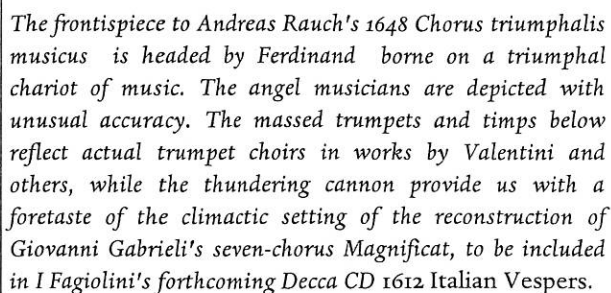 The frontispiece to Andreas Rauch's 1648 Chorus triumphalis
musicus is headed by Ferdinand borne on a triumphal
chariot of music. The angel musicians are depicted with
unusual accuracy. The massed trumpets and timps below
reflect actual trumpet choirs in works by Valentini and
others, while the thundering cannon provide us with a
foretaste of the climactic setting of the reconstruction of
Giovanni Gabrieli's seven-chorus Magnificat, to be included
in I Fagiolini's forthcoming Decca CD 1612 Italian Vespers.